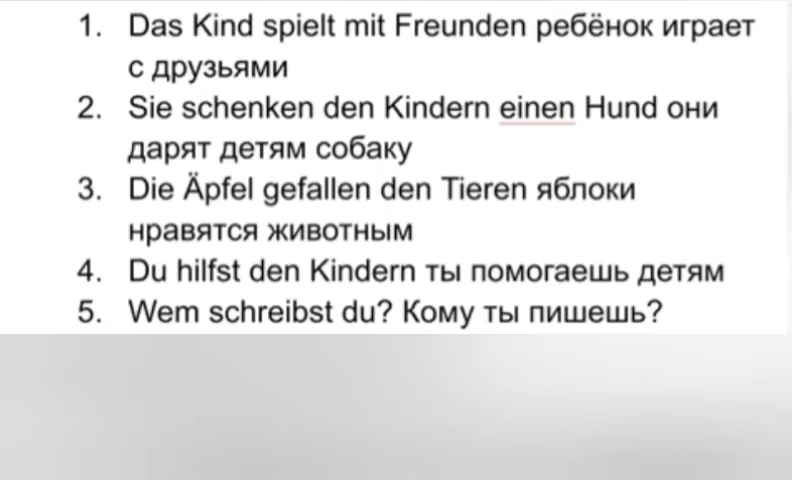 1. Das Kind spielt mit Freunden ребёнок играет
с друзьями
2. Sie schenken den Kindern einen Hund они
дарят детям собаку
3. Die Äpfel gefallen den Tieren яблоки
нравятся животным
4. Du hilfst den Kindern ты помогаешь детям
5. Wem schreibst du? Кому ты пишешь?